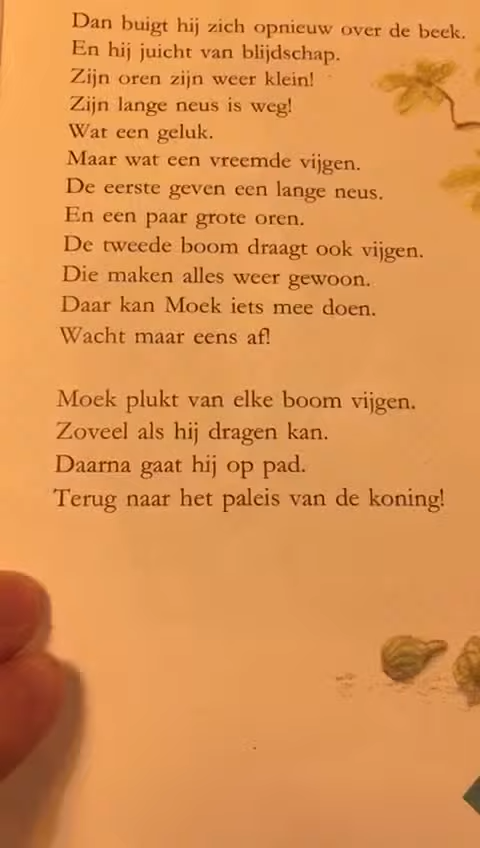 Dan buigt hij zich opnieuw over de beek.
En hij juicht van blijdschap.
Zijn oren zijn weer klein!
Zijn lange neus is weg!
Wat een geluk.
Maar wat een vreemde vijgen.
De eerste geven een lange neus.
En een paar grote oren.
De tweede boom draagt ook vijgen.
Die maken alles weer gewoon.
Daar kan Moek iets mee doen.
Wacht maar eens af!
Moek plukt van elke boom vijgen.
Zoveel als hij dragen kan.
Daarna gaat hij op pad.
Terug naar het paleis van de koning!